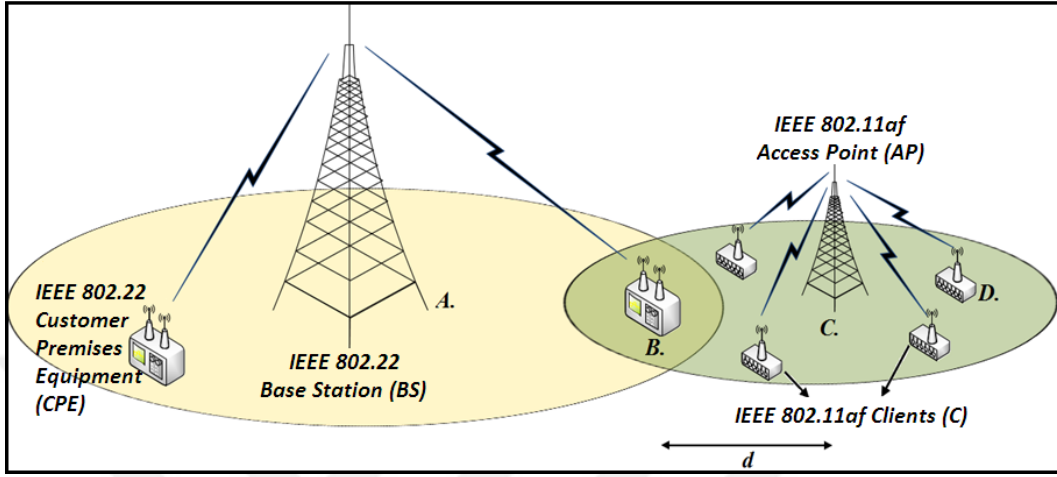 IEEE 802.11af
Access Point (AP)
IEEE 802.22
Customer
Premises
Equipment
(CPE)
A.
IEEE 802.22
Base Station (BS)
B.
C.
D.
IEEE 802.11af Clients (C)
d